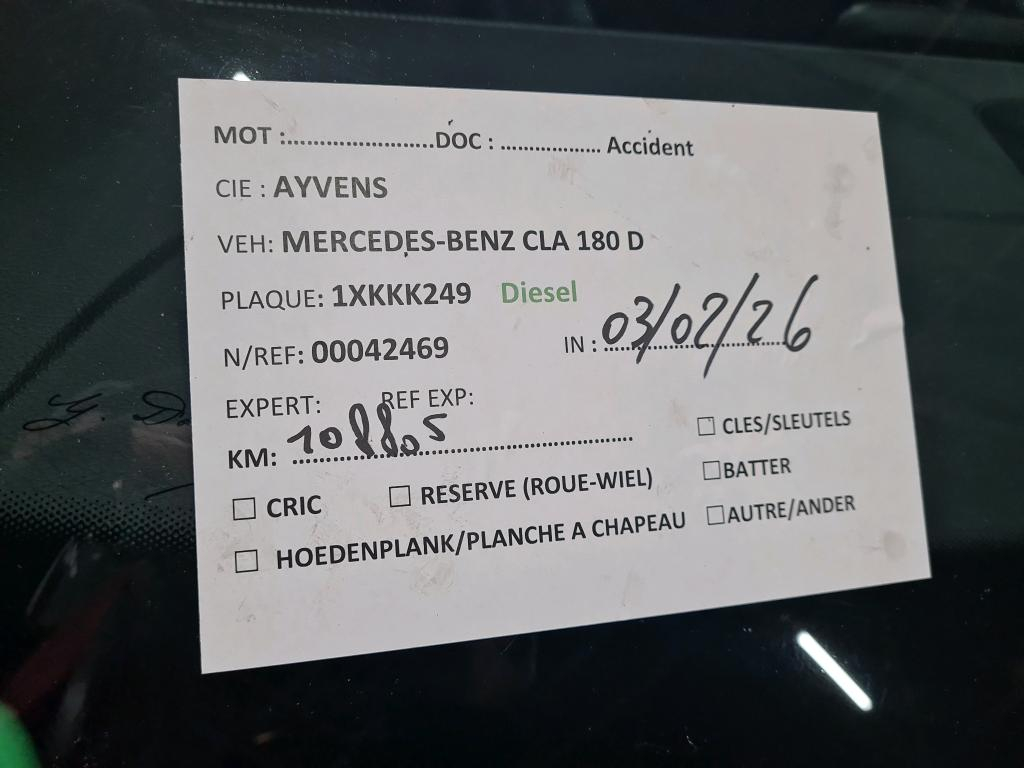 MOT :........................DOC : .................. Accident
CIE : AYVENS
VEH: MERCEDES-BENZ CLA 180 D
PLAQUE: 1XKKK249 Diesel
N/REF: 00042469 IN : 03/02/26
EXPERT: REF EXP:
KM: 108805
☐ CLES/SLEUTELS
☐ CRIC ☐ RESERVE (ROUE-WIEL) ☐BATTER
☐ HOEDENPLANK/PLANCHE A CHAPEAU ☐AUTRE/ANDER